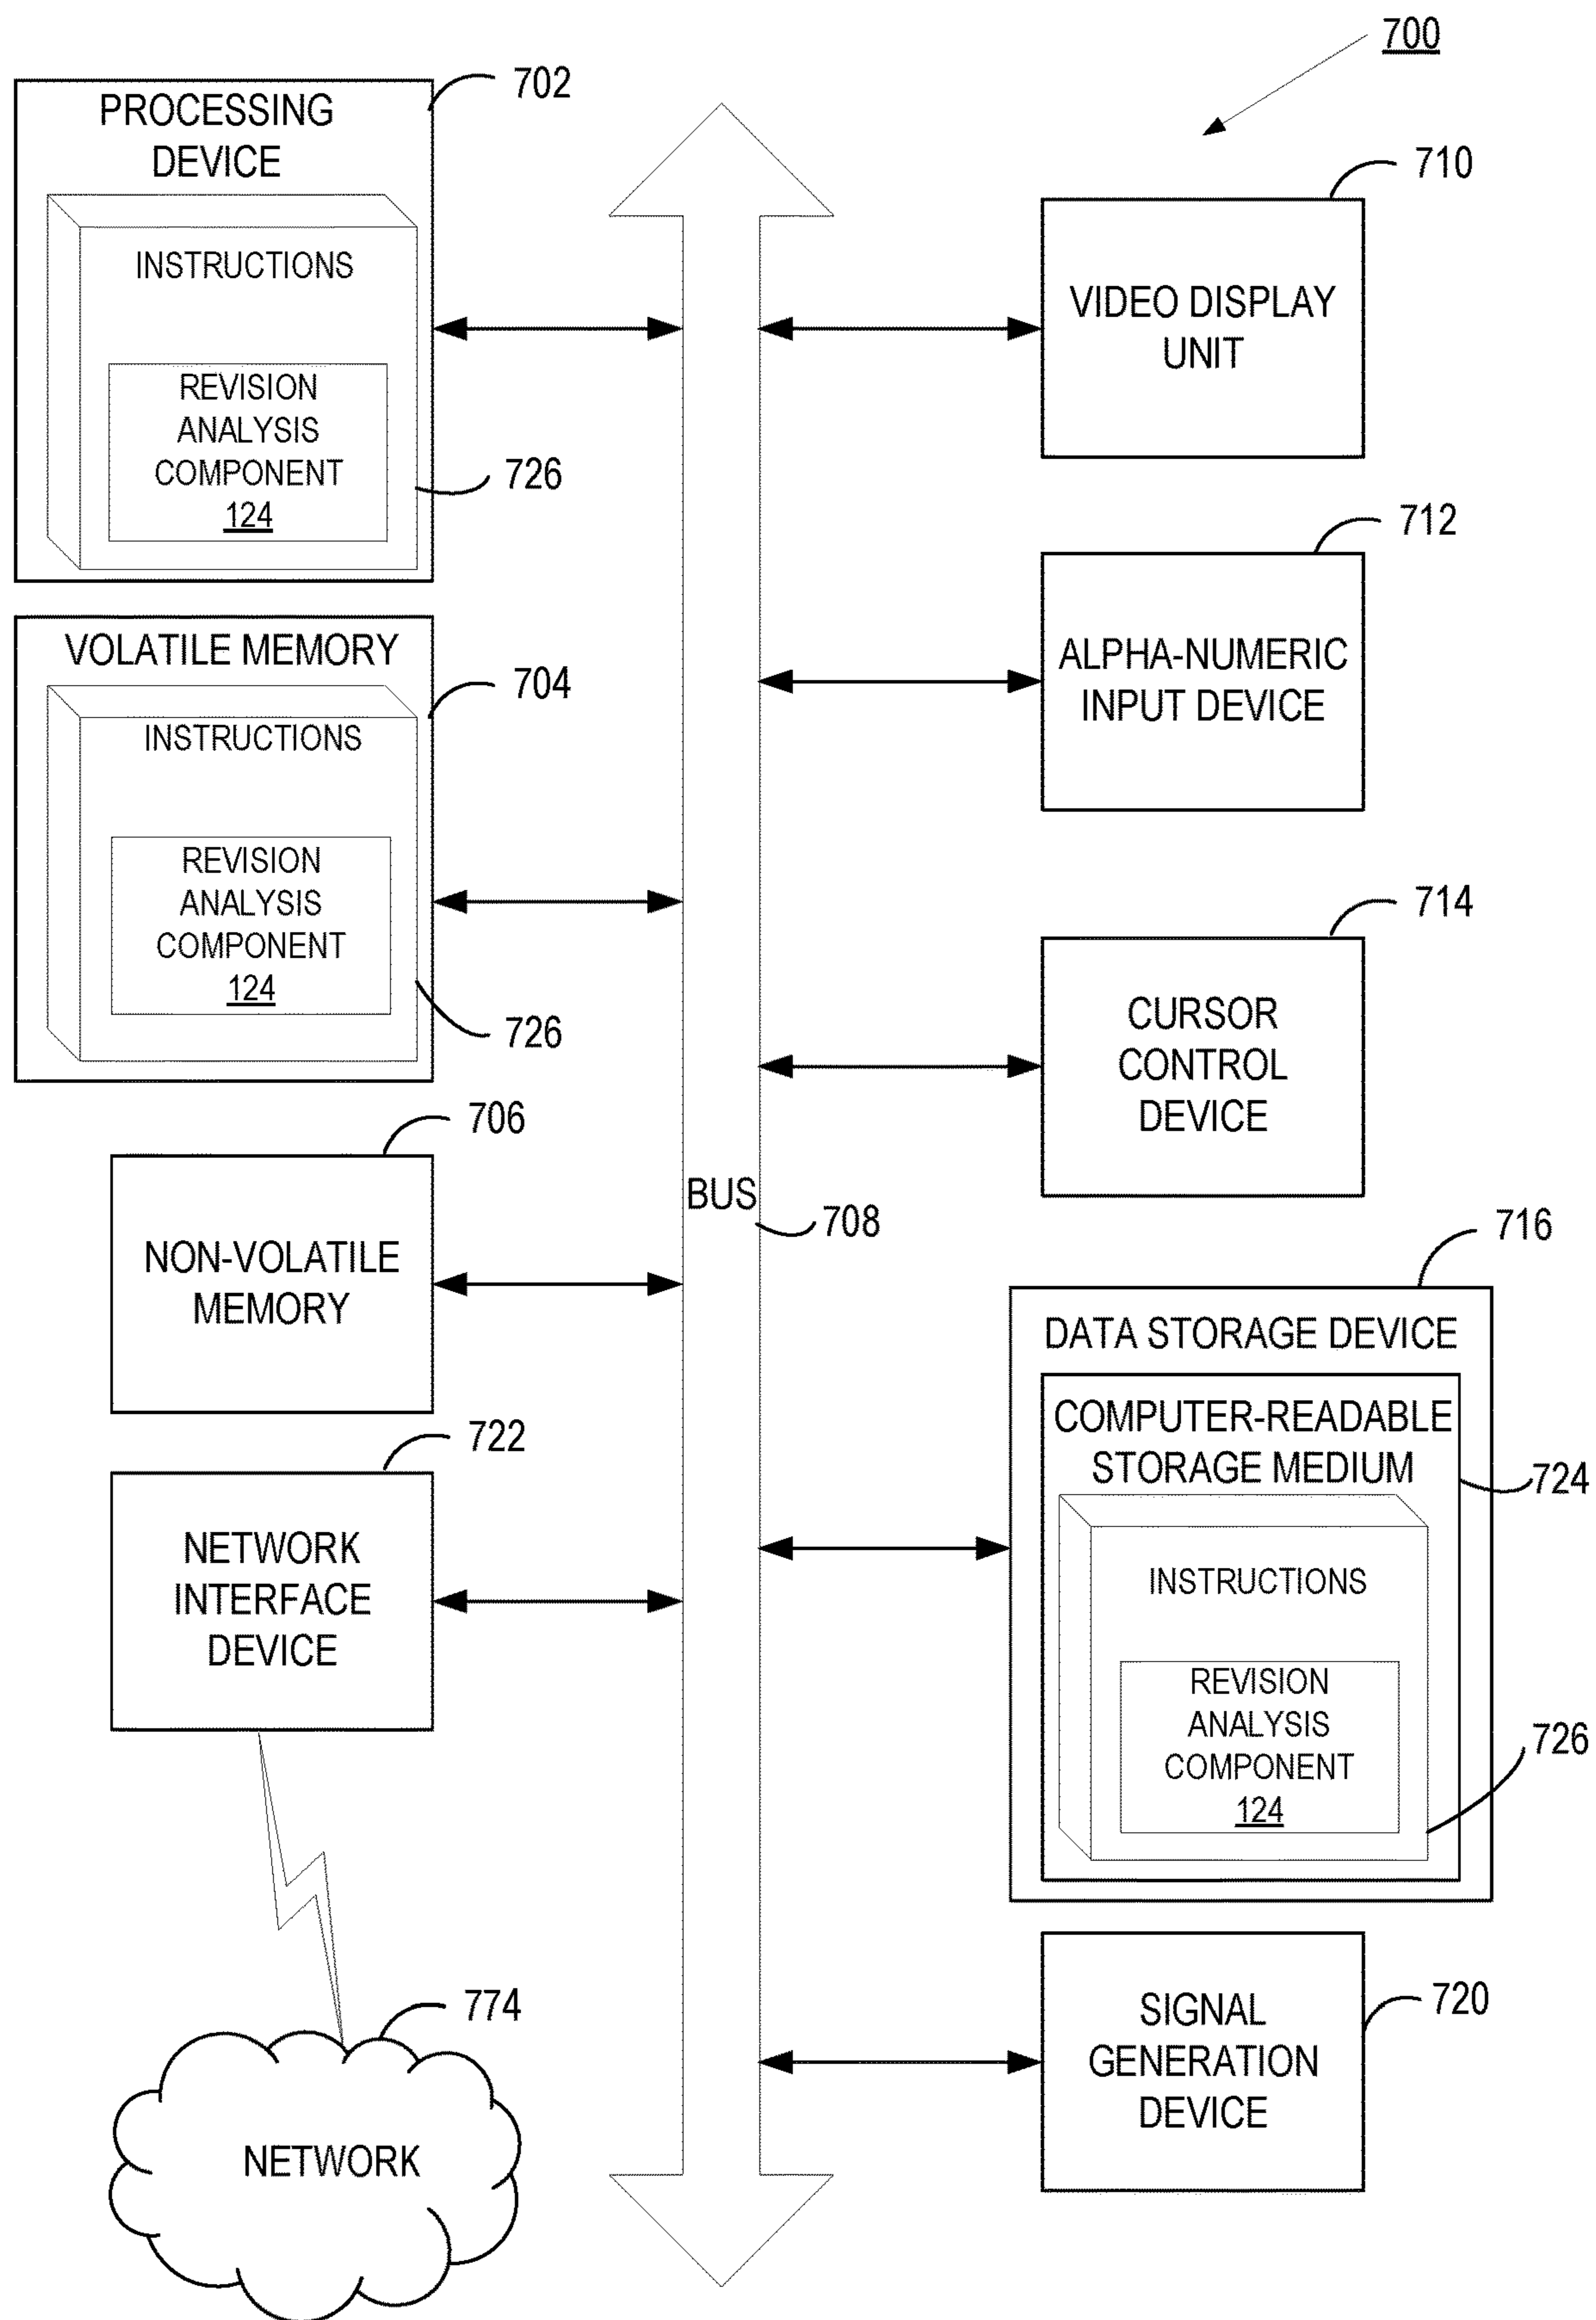 700
702
PROCESSING
DEVICE
INSTRUCTIONS
REVISION
ANALYSIS
COMPONENT
124
726
VOLATILE MEMORY
704
INSTRUCTIONS
REVISION
ANALYSIS
COMPONENT
124
726
706
NON-VOLATILE
MEMORY
722
NETWORK
INTERFACE
DEVICE
774
NETWORK
BUS
708
710
VIDEO DISPLAY
UNIT
712
ALPHA-NUMERIC
INPUT DEVICE
714
CURSOR
CONTROL
DEVICE
716
DATA STORAGE DEVICE
COMPUTER-READABLE
STORAGE MEDIUM
724
INSTRUCTIONS
REVISION
ANALYSIS
COMPONENT
124
726
720
SIGNAL
GENERATION
DEVICE